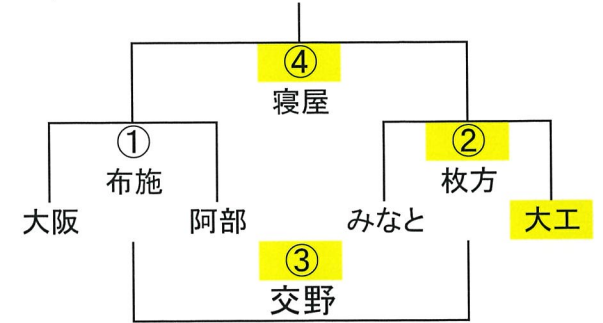 ④
寝屋
① ②
布施 枚方
大阪 阿部 みなと 大工
③
交野